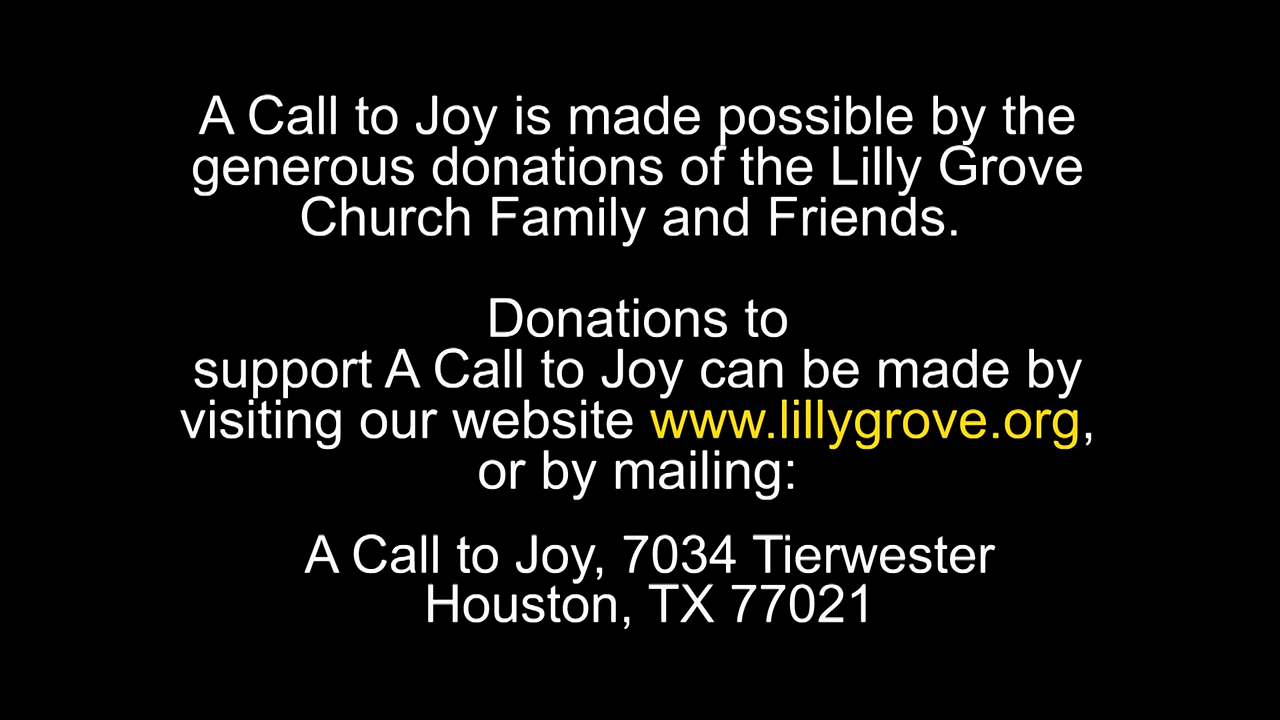 A Call to Joy is made possible by the
generous donations of the Lilly Grove
Church Family and Friends.
Donations to
support A Call to Joy can be made by
visiting our website www.lillygrove.org,
or by mailing:
A Call to Joy, 7034 Tierwester
Houston, TX 77021